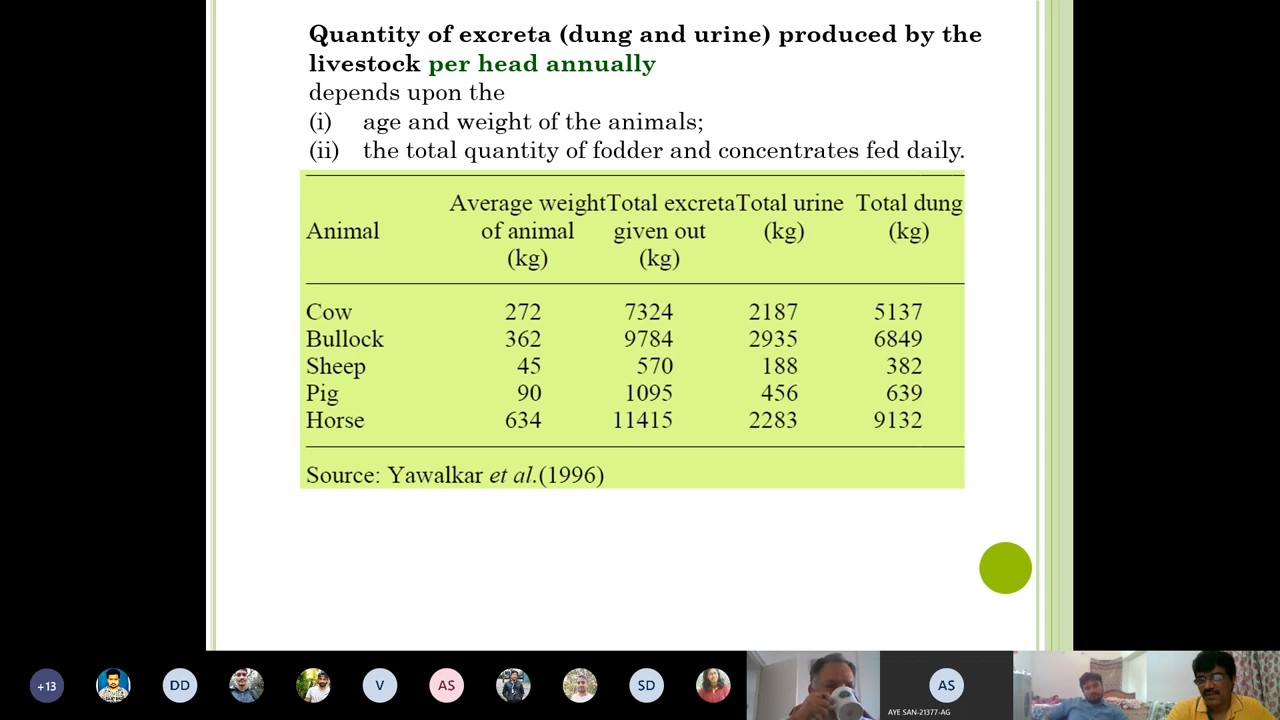 Quantity of excreta (dung and urine) produced by the
livestock per head annually
depends upon the
(i) age and weight of the animals;
(ii) the total quantity of fodder and concentrates fed daily.
Animal Average weight of animal (kg) Total excreta given out (kg) Total urine (kg) Total dung (kg)
Cow 272 7324 2187 5137
Bullock 362 9784 2935 6849
Sheep 45 570 188 382
Pig 90 1095 456 639
Horse 634 11415 2283 9132
Source: Yawalkar et al.(1996)
+13 DD V AS SD AS
AYE SAN-21377-AG